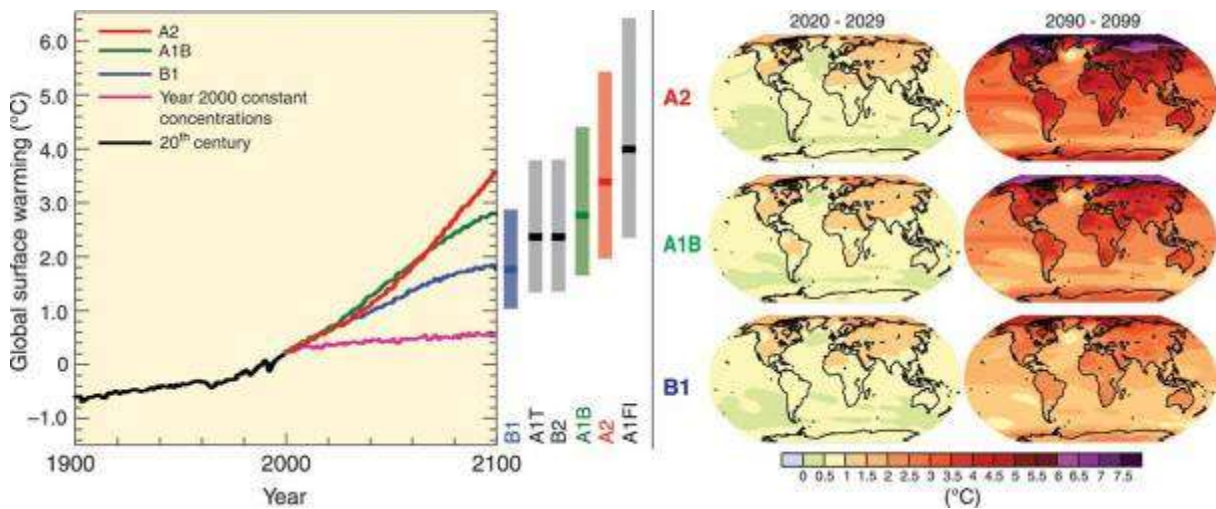 6.0
5.0
4.0
3.0
2.0
1.0
0
−1.0
Global surface warming (°C)
A2
A1B
B1
Year 2000 constant
concentrations
20th century
1900
2000
2100
Year
B1
A1T
B2
A1B
A2
A1FI
2020 - 2029
2090 - 2099
A2
A1B
B1
0 0.5 1 1.5 2 2.5 3 3.5 4 4.5 5 5.5 6 6.5 7 7.5
(°C)